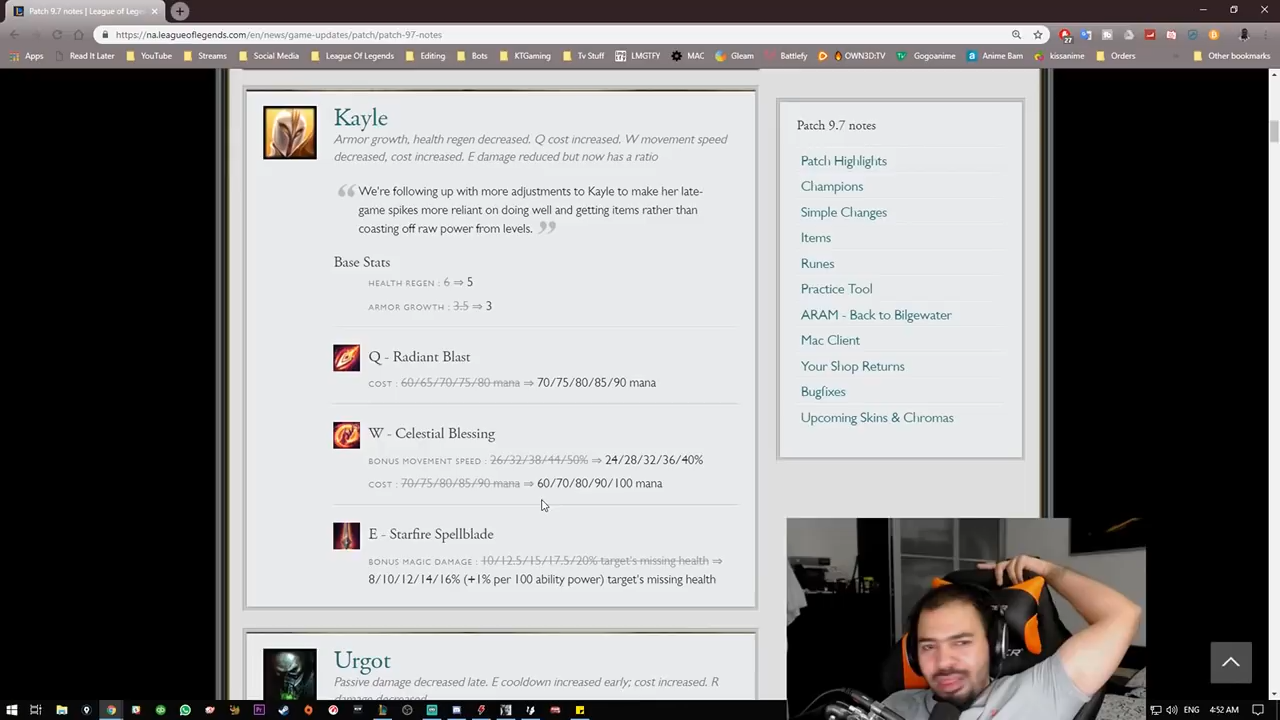 Patch 9.7 notes | League of Lege
https://na.leagueoflegends.com/en/news/game-updates/patch/patch-97-notes
Apps Read It Later YouTube Streams Social Media League Of Legends Editing Bots KTGaming Tv Stuff LMGTFY MAC Gleam Battlefy OWN3D:TV Gogoanime Anime Bam kissanime Orders Other bookmarks
27
Kayle
Armor growth, health regen decreased. Q cost increased. W movement speed
decreased, cost increased. E damage reduced but now has a ratio
We're following up with more adjustments to Kayle to make her late-
game spikes more reliant on doing well and getting items rather than
coasting off raw power from levels.
Base Stats
HEALTH REGEN : 6 ⇒ 5
ARMOR GROWTH : 3.5 ⇒ 3
Q - Radiant Blast
COST : 60/65/70/75/80 mana ⇒ 70/75/80/85/90 mana
W - Celestial Blessing
BONUS MOVEMENT SPEED : 26/32/38/44/50% ⇒ 24/28/32/36/40%
COST : 70/75/80/85/90 mana ⇒ 60/70/80/90/100 mana
E - Starfire Spellblade
BONUS MAGIC DAMAGE : 10/12.5/15/17.5/20% target's missing health ⇒
8/10/12/14/16% (+1% per 100 ability power) target's missing health
Urgot
Passive damage decreased late. E cooldown increased early; cost increased. R
damage decreased
Patch 9.7 notes
Patch Highlights
Champions
Simple Changes
Items
Runes
Practice Tool
ARAM - Back to Bilgewater
Mac Client
Your Shop Returns
Bugfixes
Upcoming Skins & Chromas
ENG 4:52 AM